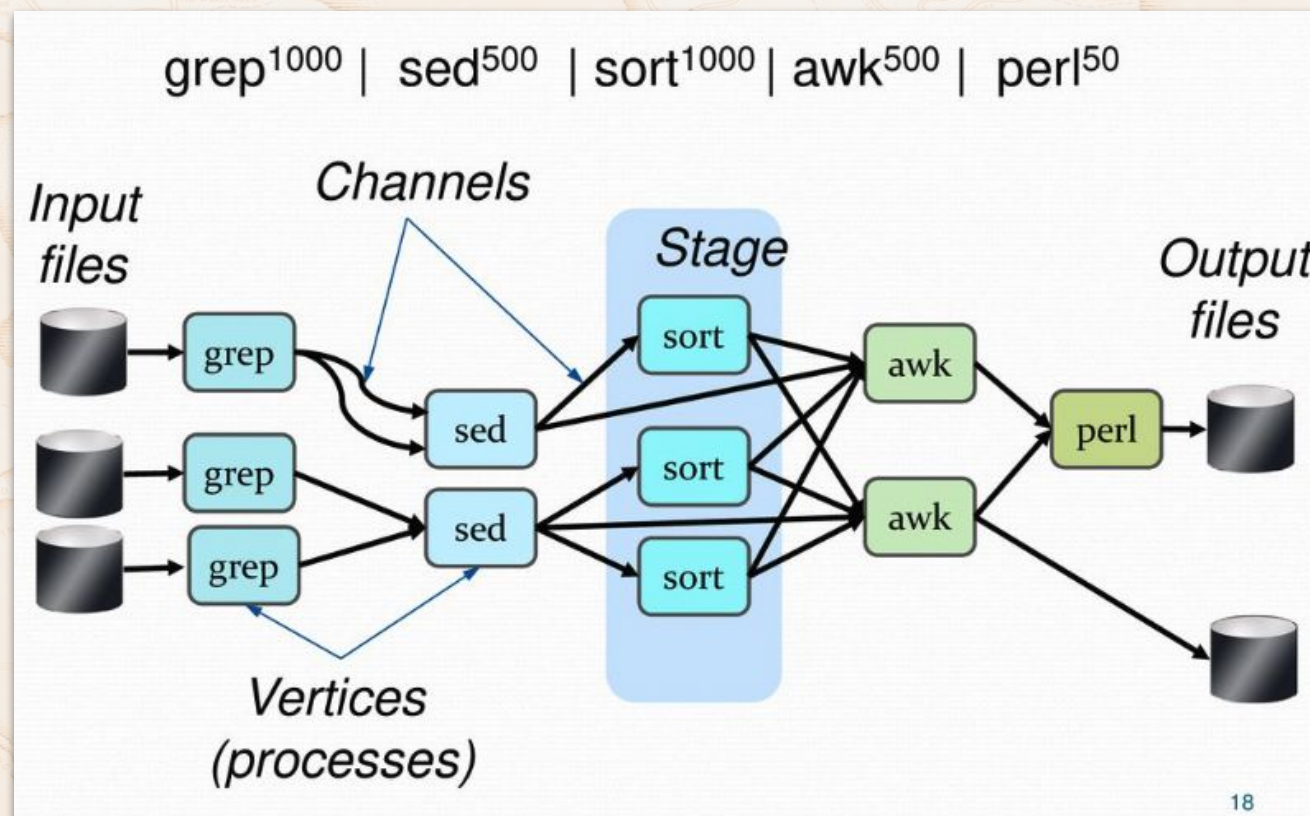 grep1000 | sed500 | sort1000 | awk500 | perl50
Channels
Input
files
Stage
Output
files
grep
sort
awk
sed
perl
grep
sort
sed
awk
grep
sort
Vertices
(processes)
18